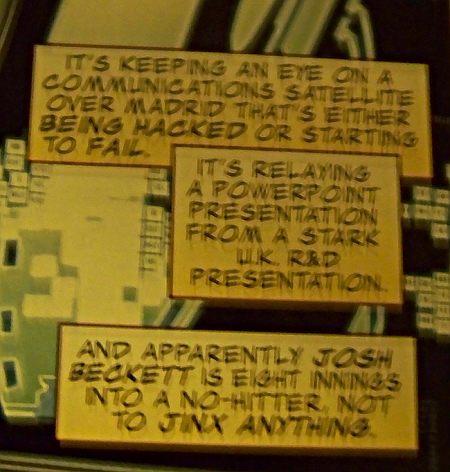 IT'S KEEPING AN EYE ON A
COMMUNICATIONS SATELLITE
OVER MADRID THAT'S EITHER
BEING HACKED OR STARTING
TO FAIL.
IT'S RELAYING
A POWERPOINT
PRESENTATION
FROM A STARK
U.K. R&D
PRESENTATION.
AND APPARENTLY JOSH
BECKETT IS EIGHT INNINGS
INTO A NO-HITTER, NOT
TO JINX ANYTHING.